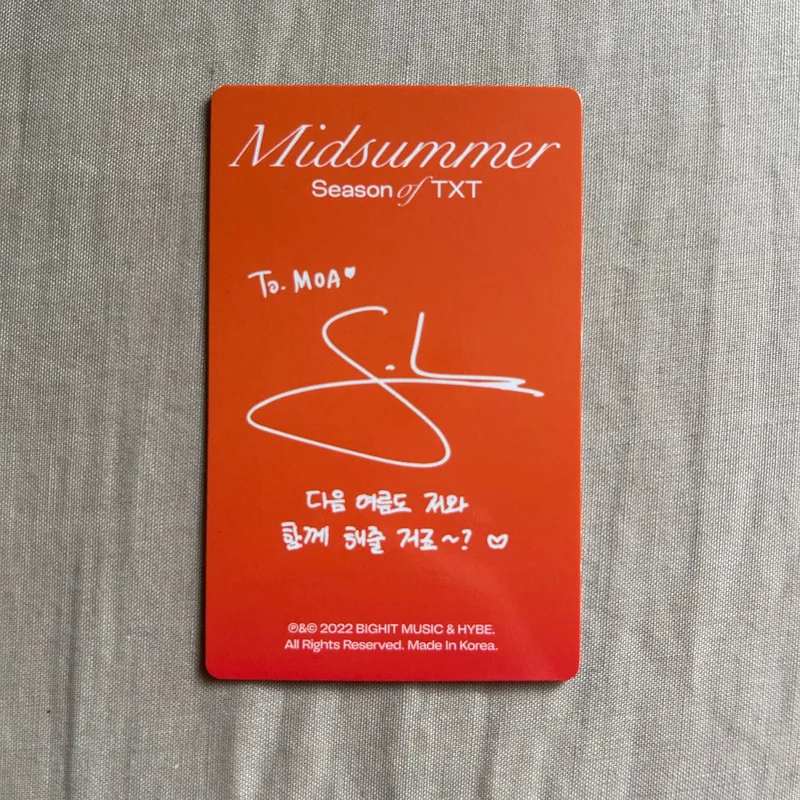 Midsummer
Season of TXT
To. MOA♥
다음 여름도 저와
함께 해줄 거죠~? ♡
℗&© 2022 BIGHIT MUSIC & HYBE.
All Rights Reserved. Made In Korea.